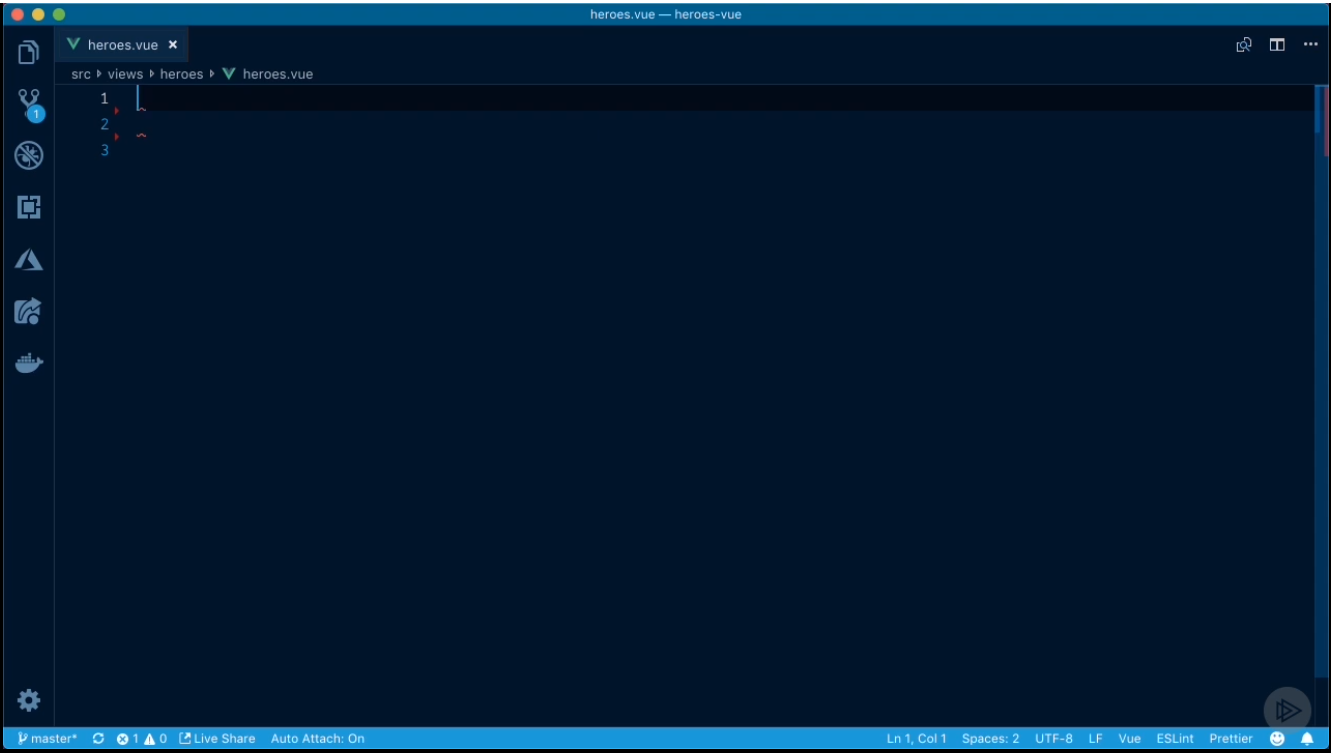 heroes.vue — heroes-vue
heroes.vue ×
src › views › heroes › heroes.vue
1
1
2
3
master* 1 0 Live Share Auto Attach: On Ln 1, Col 1 Spaces: 2 UTF-8 LF Vue ESLint Prettier